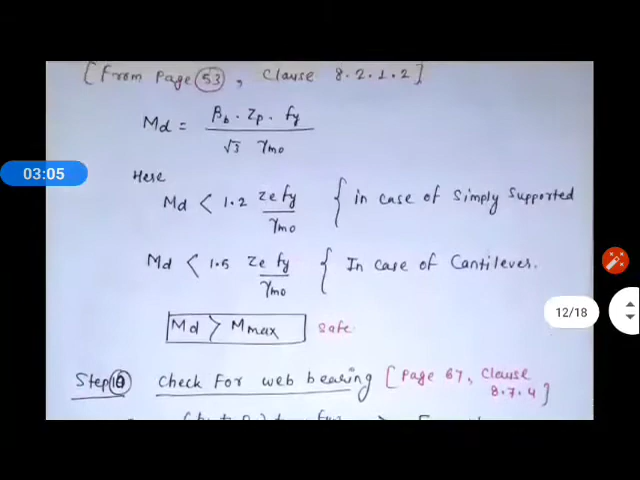 [From Page 53, Clause 8.2.1.2]
Md = βb . Zp . fy / √3 γmo
Here
Md < 1.2 Ze fy / γmo { in case of Simply Supported
Md < 1.5 Ze fy / γmo { In case of Cantilever.
Md > Mmax safe
Step 10 Check For web bearing [Page 67, Clause 8.7.4]
03:05
12/18